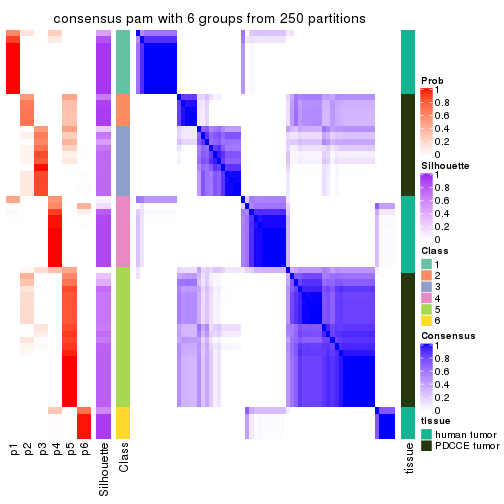 consensus pam with 6 groups from 250 partitions
Prob
1
0.8
0.6
0.4
0.2
0
Silhouette
1
0.8
0.6
0.4
0.2
0
Class
1
2
3
4
5
6
Consensus
1
0.8
0.6
0.4
0.2
0
tissue
human tumor
PDCCE tumor
p1
p2
p3
p4
p5
p6
Silhouette
Class
tissue